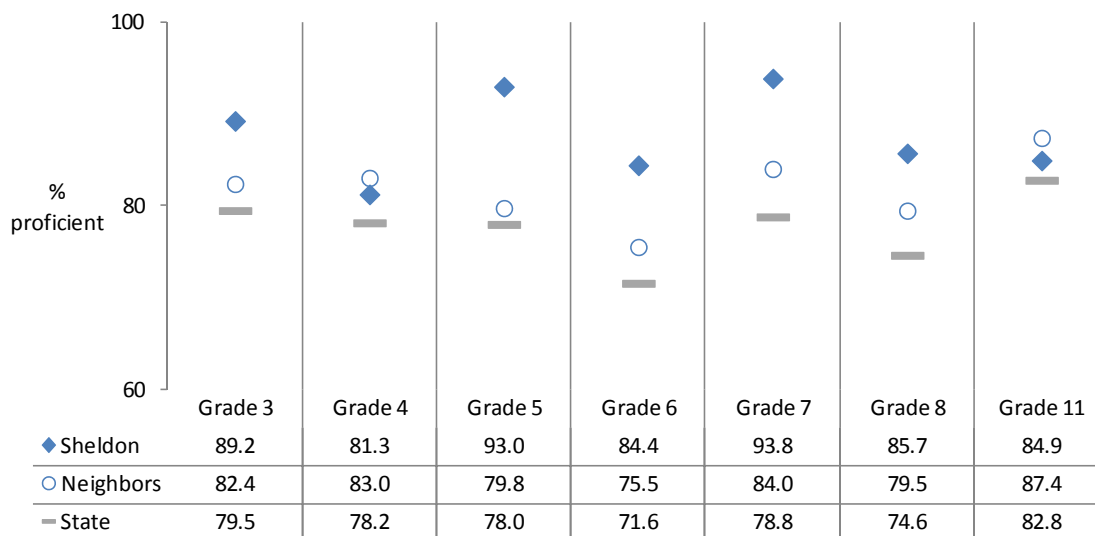 100
80
60
%
proficient
Grade 3 Grade 4 Grade 5 Grade 6 Grade 7 Grade 8 Grade 11
Sheldon 89.2 81.3 93.0 84.4 93.8 85.7 84.9
Neighbors 82.4 83.0 79.8 75.5 84.0 79.5 87.4
State 79.5 78.2 78.0 71.6 78.8 74.6 82.8